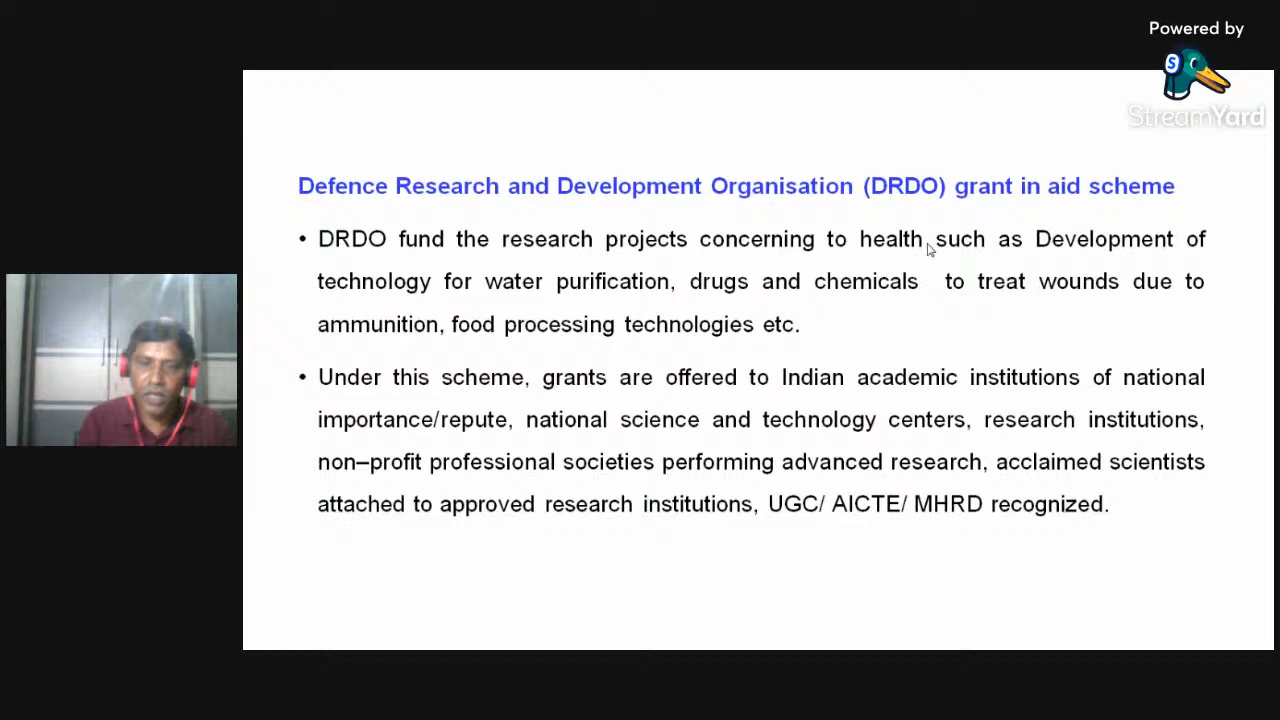 Powered by
StreamYard
Defence Research and Development Organisation (DRDO) grant in aid scheme
• DRDO fund the research projects concerning to health such as Development of
technology for water purification, drugs and chemicals to treat wounds due to
ammunition, food processing technologies etc.
• Under this scheme, grants are offered to Indian academic institutions of national
importance/repute, national science and technology centers, research institutions,
non–profit professional societies performing advanced research, acclaimed scientists
attached to approved research institutions, UGC/ AICTE/ MHRD recognized.